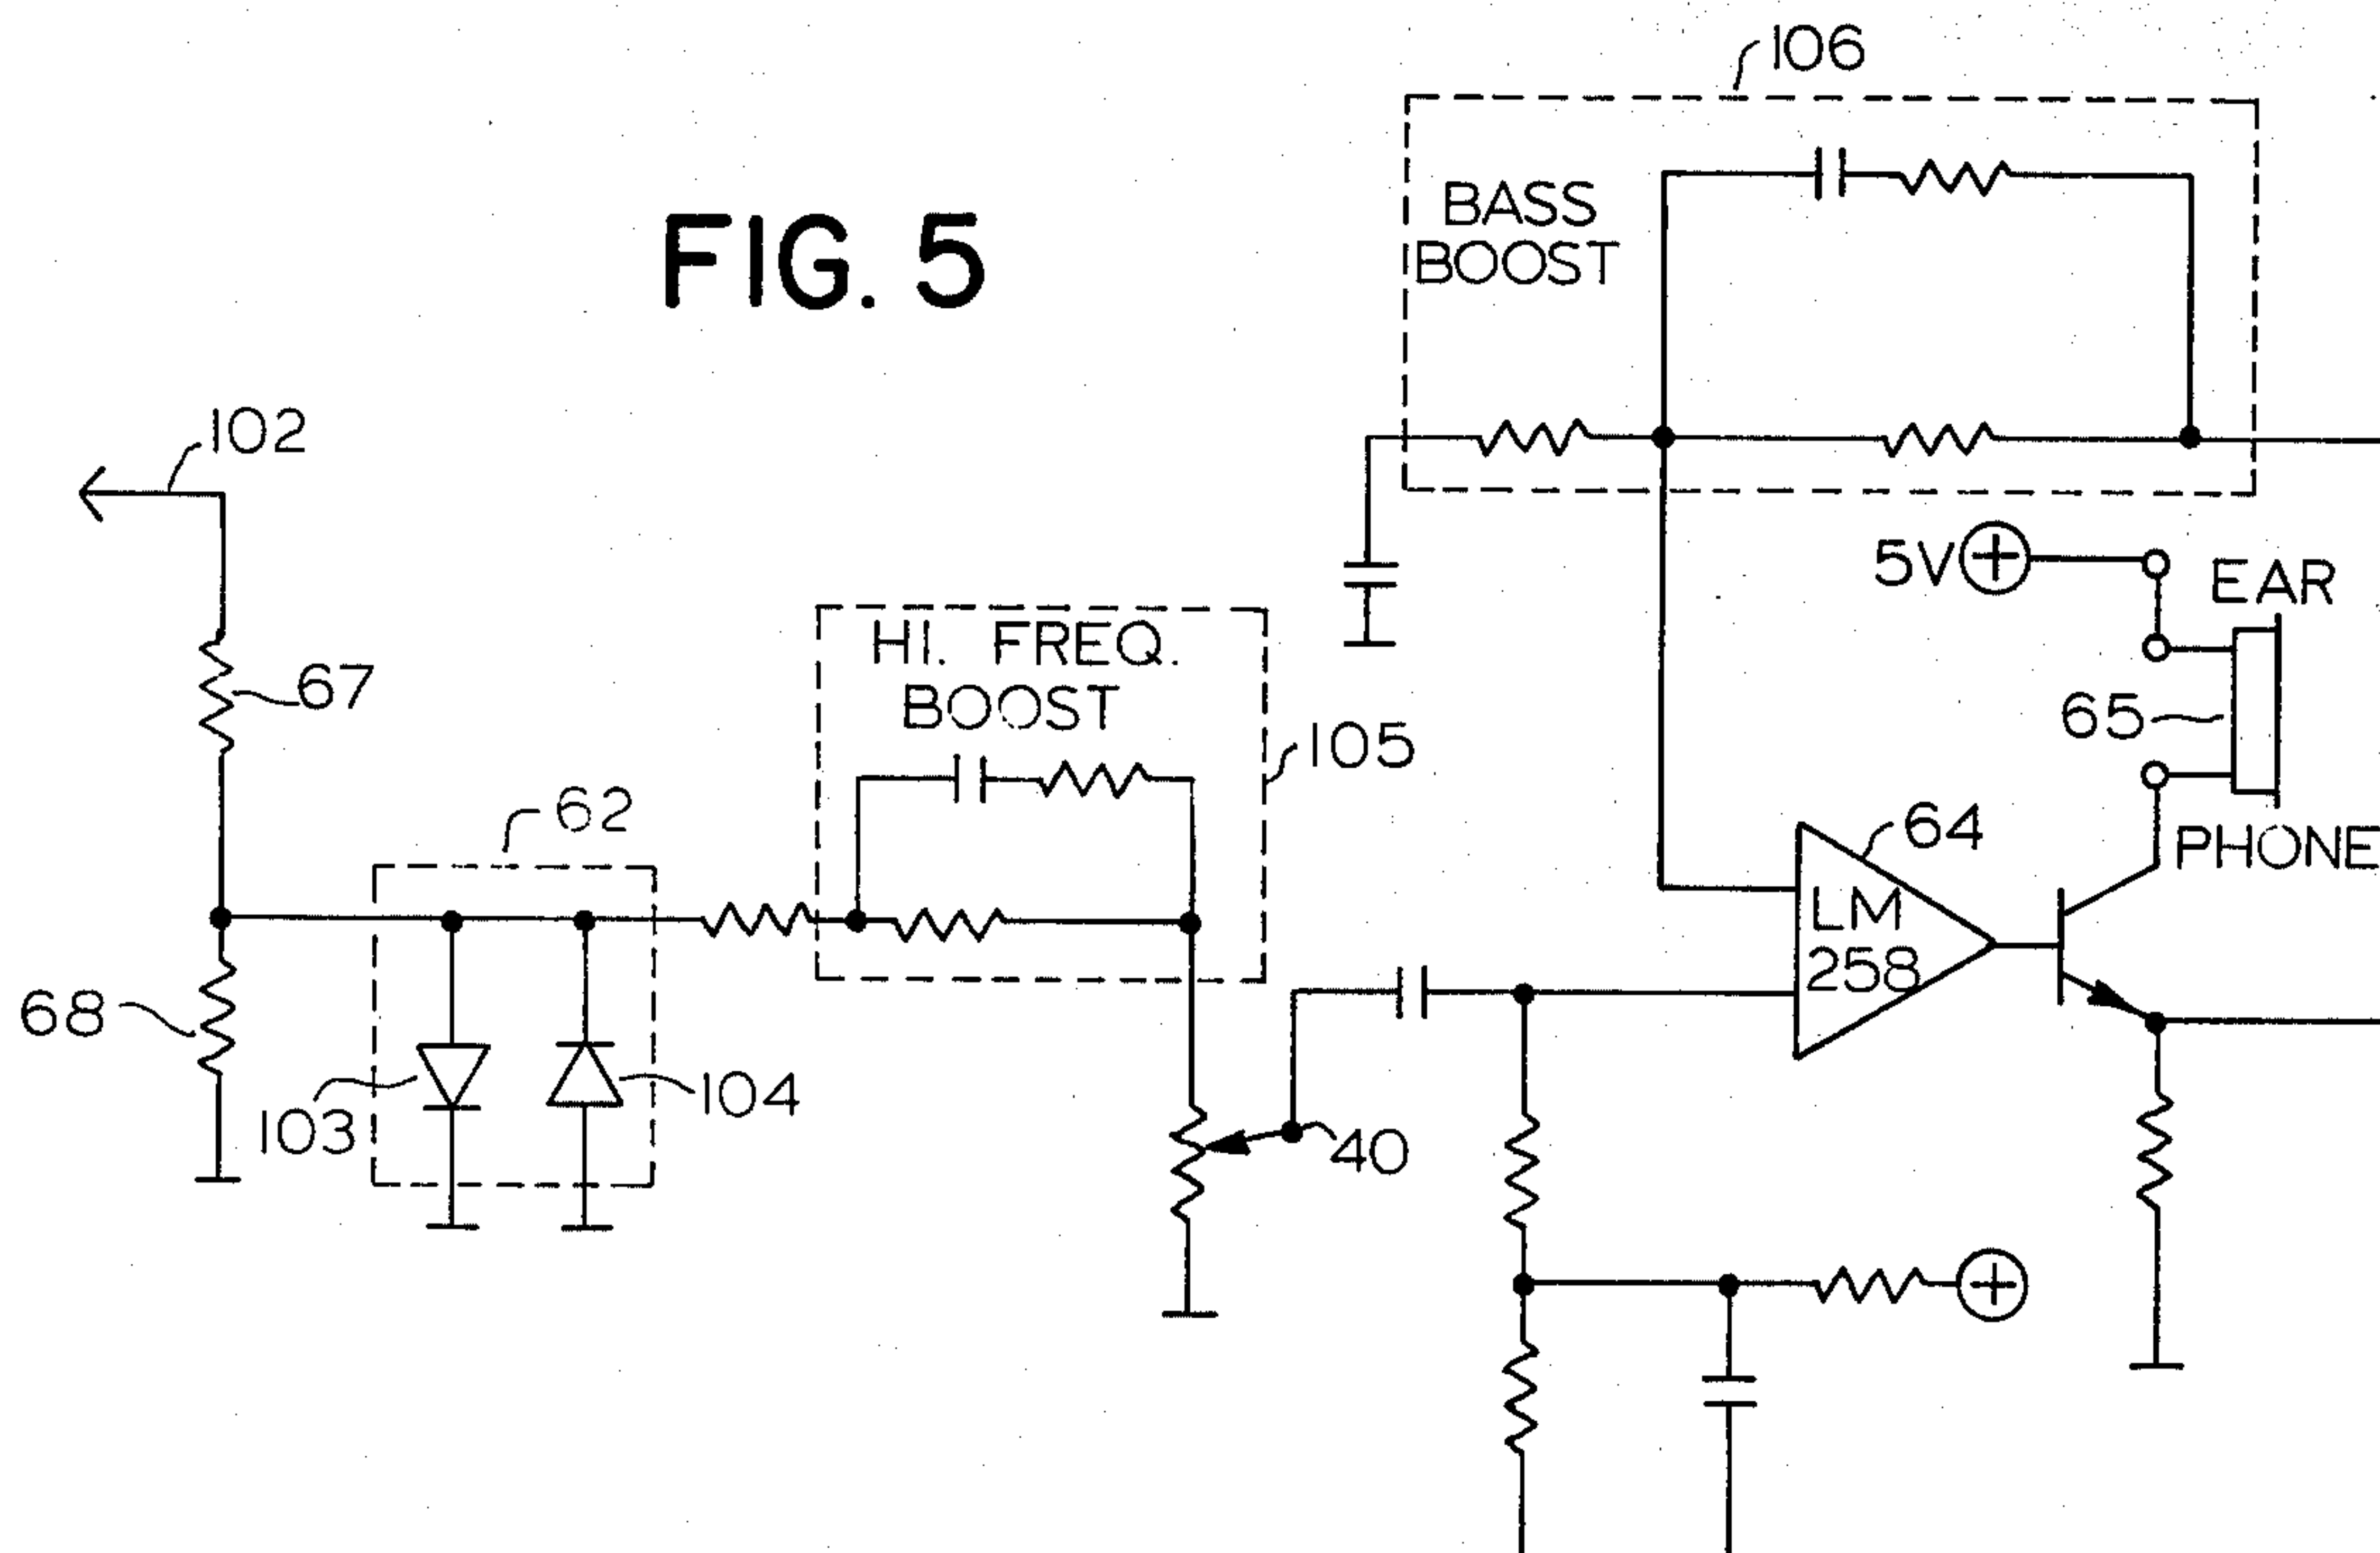 106
BASS
BOOST
FIG. 5
102
5V
EAR
HI. FREQ.
BOOST
67
65
105
62
64
PHONE
LM
258
68
104
103
40